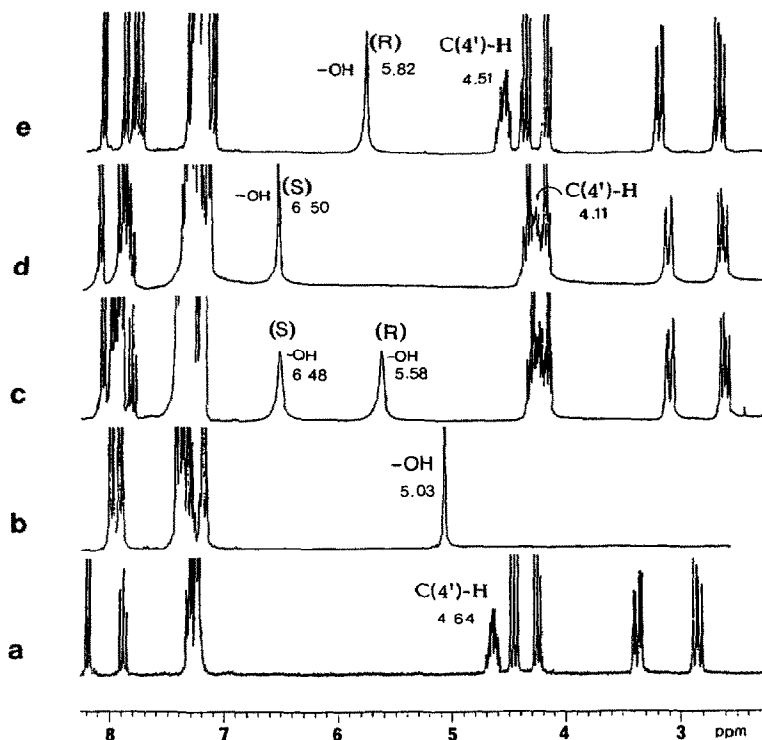 e
(R)
-OH 5.82
C(4')-H
4.51
d
-OH (S)
6 50
C(4')-H
4.11
c
(S)
-OH
6 48
(R)
-OH
5.58
b
-OH
5.03
a
C(4')-H
4 64
8 7 6 5 4 3 ppm